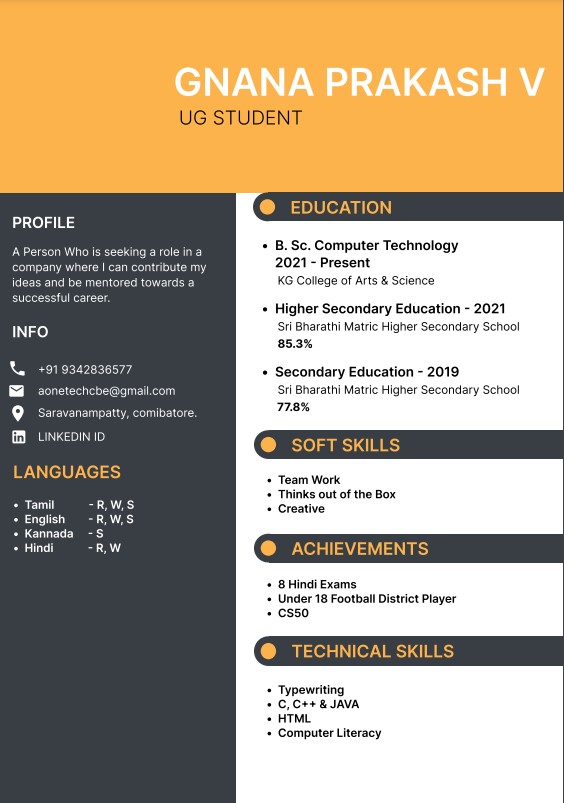 GNANA PRAKASH V
UG STUDENT
PROFILE
A Person Who is seeking a role in a
company where I can contribute my
ideas and be mentored towards a
successful career.
INFO
+91 9342836577
aonetechcbe@gmail.com
Saravanampatty, comibatore.
LINKEDIN ID
LANGUAGES
• Tamil - R, W, S
• English - R, W, S
• Kannada - S
• Hindi - R, W
EDUCATION
• B. Sc. Computer Technology
2021 - Present
KG College of Arts & Science
• Higher Secondary Education - 2021
Sri Bharathi Matric Higher Secondary School
85.3%
• Secondary Education - 2019
Sri Bharathi Matric Higher Secondary School
77.8%
SOFT SKILLS
• Team Work
• Thinks out of the Box
• Creative
ACHIEVEMENTS
• 8 Hindi Exams
• Under 18 Football District Player
• CS50
TECHNICAL SKILLS
• Typewriting
• C, C++ & JAVA
• HTML
• Computer Literacy